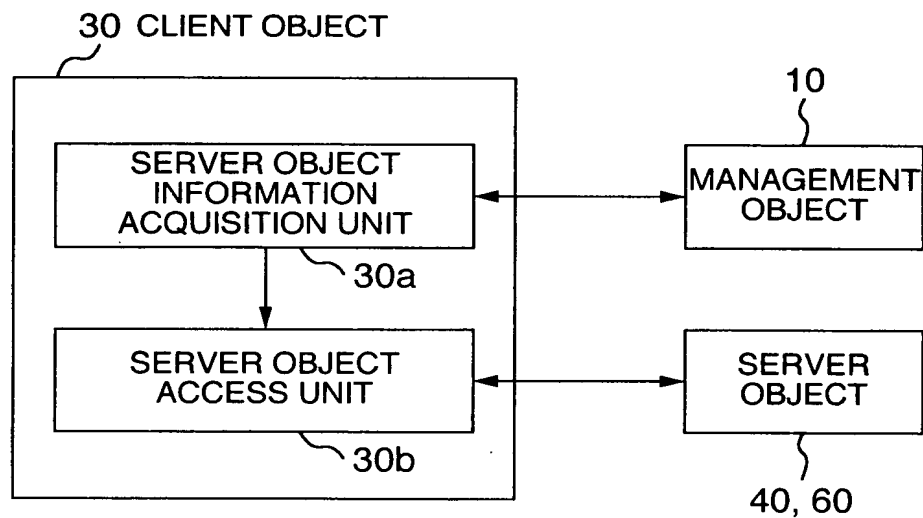 30 CLIENT OBJECT
10
SERVER OBJECT
INFORMATION
ACQUISITION UNIT
MANAGEMENT
OBJECT
30a
SERVER OBJECT
ACCESS UNIT
SERVER
OBJECT
30b
40, 60